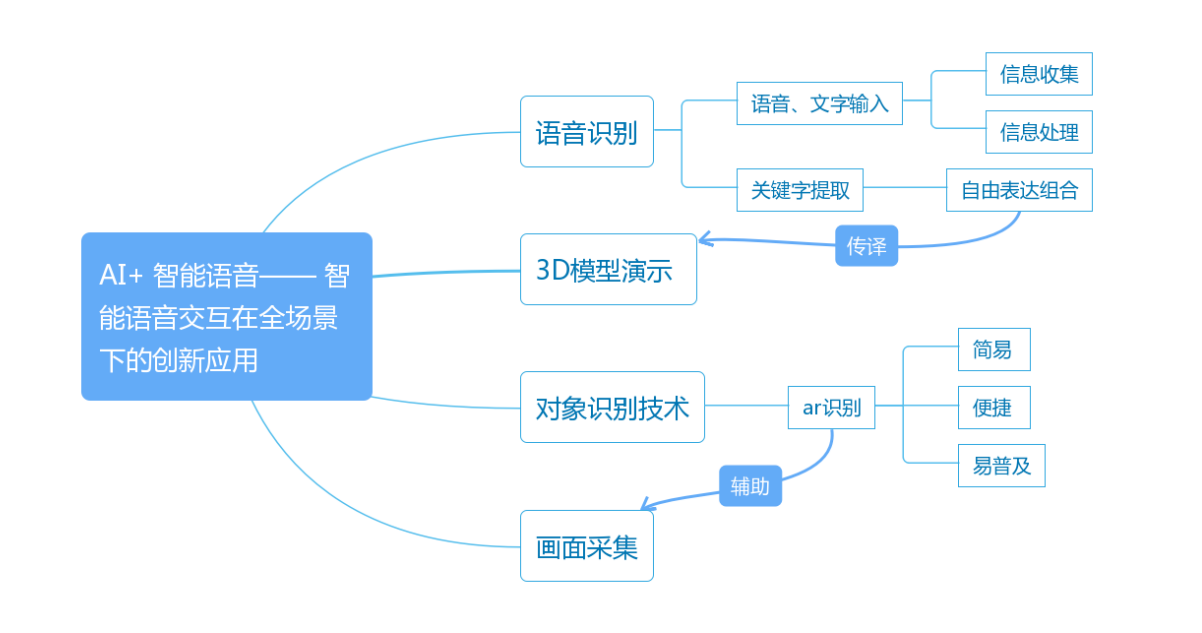 AI+ 智能语音—— 智
能语音交互在全场景
下的创新应用
语音识别
语音、文字输入
信息收集
信息处理
关键字提取
自由表达组合
传译
3D模型演示
对象识别技术
ar识别
简易
便捷
易普及
辅助
画面采集